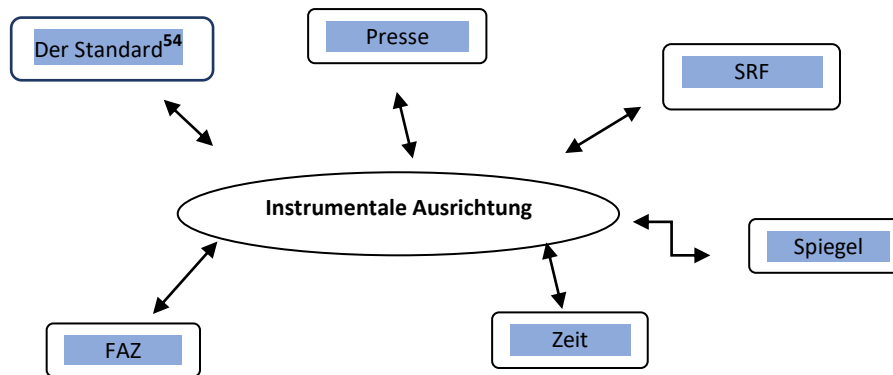 Der Standard54
Presse
SRF
Instrumentale Ausrichtung
Spiegel
FAZ
Zeit